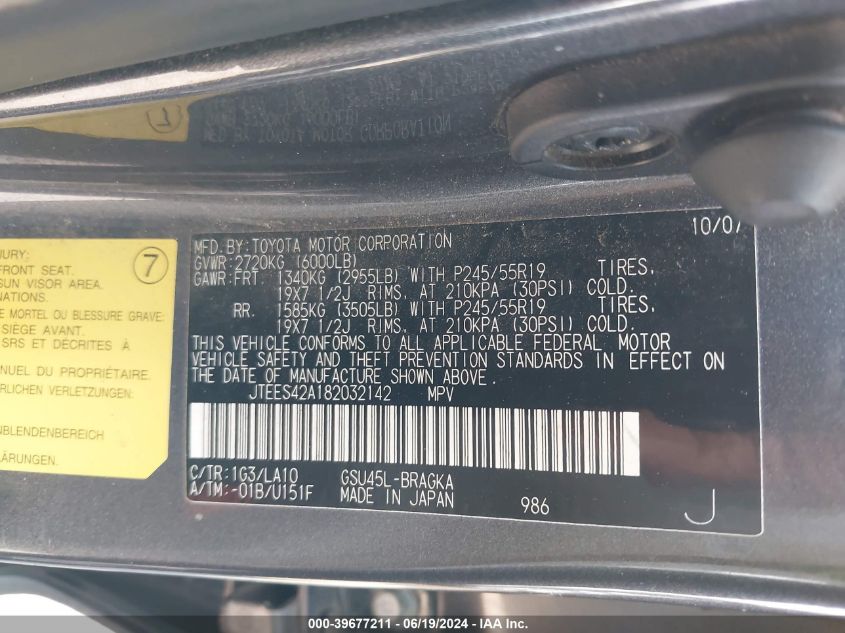 10/07
MFD. BY: TOYOTA MOTOR CORPORATION
GVWR: 2720KG (6000LB)
GAWR: FRT 1340KG (2955LB) WITH P245/55R19 TIRES,
19X7 1/2J RIMS, AT 210KPA (30PSI) COLD.
RR. 1585KG (3505LB) WITH P245/55R19 TIRES,
19X7 1/2J RIMS, AT 210KPA (30PSI) COLD.
THIS VEHICLE CONFORMS TO ALL APPLICABLE FEDERAL MOTOR
VEHICLE SAFETY AND THEFT PREVENTION STANDARDS IN EFFECT ON
THE DATE OF MANUFACTURE SHOWN ABOVE.
JTEES42A182032142 MPV
C/TR: 1G3/LA10 GSU45L-BRAGKA
A/TM: -01B/U151F MADE IN JAPAN
986
J
7
JURY:
FRONT SEAT.
SUN VISOR AREA.
NATIONS.
E MORTEL OU BLESSURE GRAVE:
SIÈGE AVANT.
SRS ET DÉCRITES À
NUEL DU PROPRIÉTAIRE.
RLICHEN VERLETZUNGEN:
NBLENDENBEREICH
ÄRUNGEN.
000-39677211 - 06/19/2024 - IAA Inc.